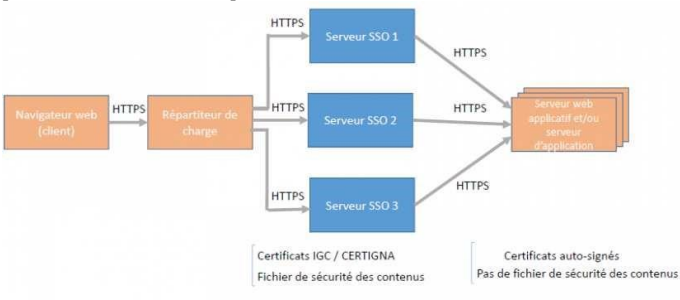 HTTPS
Serveur SSO 1
HTTPS
Navigateur web
(client)
HTTPS
Répartiteur de
charge
HTTPS
Serveur SSO 2
HTTPS
Serveur web
applicatif et/ou
serveur
d'application
HTTPS
Serveur SSO 3
HTTPS
Certificats IGC / CERTIGNA
Fichier de sécurité des contenus
Certificats auto-signés
Pas de fichier de sécurité des contenus